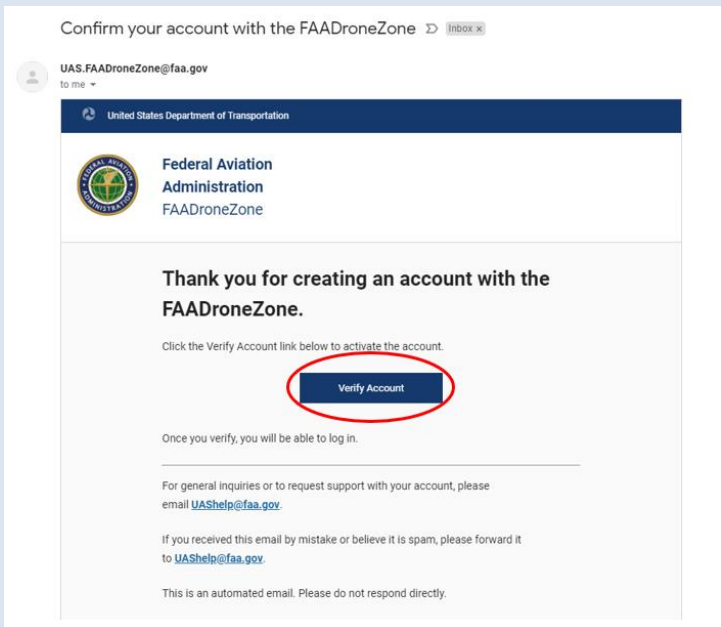 Confirm your account with the FAADroneZone Inbox x
UAS.FAADroneZone@faa.gov
to me
United States Department of Transportation
FEDERAL AVIATION ADMINISTRATION
Federal Aviation
Administration
FAADroneZone
Thank you for creating an account with the
FAADroneZone.
Click the Verify Account link below to activate the account.
Verify Account
Once you verify, you will be able to log in.
For general inquiries or to request support with your account, please
email UAShelp@faa.gov.
If you received this email by mistake or believe it is spam, please forward it
to UAShelp@faa.gov.
This is an automated email. Please do not respond directly.